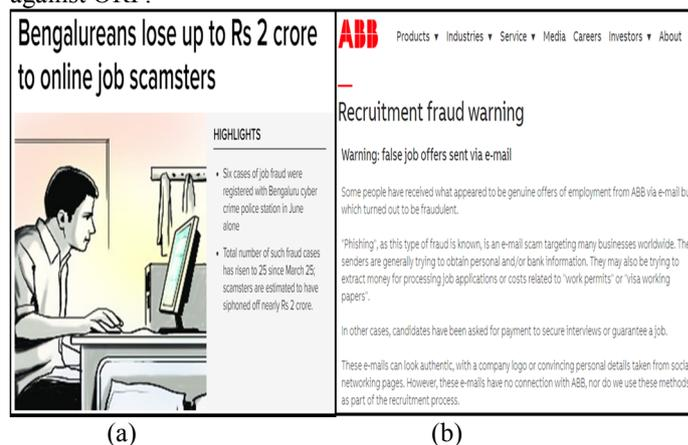 against ORF?
Bengalureans lose up to Rs 2 crore
to online job scamsters
HIGHLIGHTS
• Six cases of job fraud were
registered with Bengaluru cyber
crime police station in June
alone
• Total number of such fraud cases
has risen to 25 since March 25;
scamsters are estimated to have
siphoned off nearly Rs 2 crore.
(a)
ABB
Products ▾ Industries ▾ Service ▾ Media Careers Investors ▾ About
Recruitment fraud warning
Warning: false job offers sent via e-mail
Some people have received what appeared to be genuine offers of employment from ABB via e-mail bu
which turned out to be fraudulent.
"Phishing", as this type of fraud is known, is an e-mail scam targeting many businesses worldwide. The
senders are generally trying to obtain personal and/or bank information. They may also be trying to
extract money for processing job applications or costs related to "work permits" or "visa working
papers".
In other cases, candidates have been asked for payment to secure interviews or guarantee a job.
These e-mails can look authentic, with a company logo or convincing personal details taken from socia
networking pages. However, these e-mails have no connection with ABB, nor do we use these methods
as part of the recruitment process.
(b)